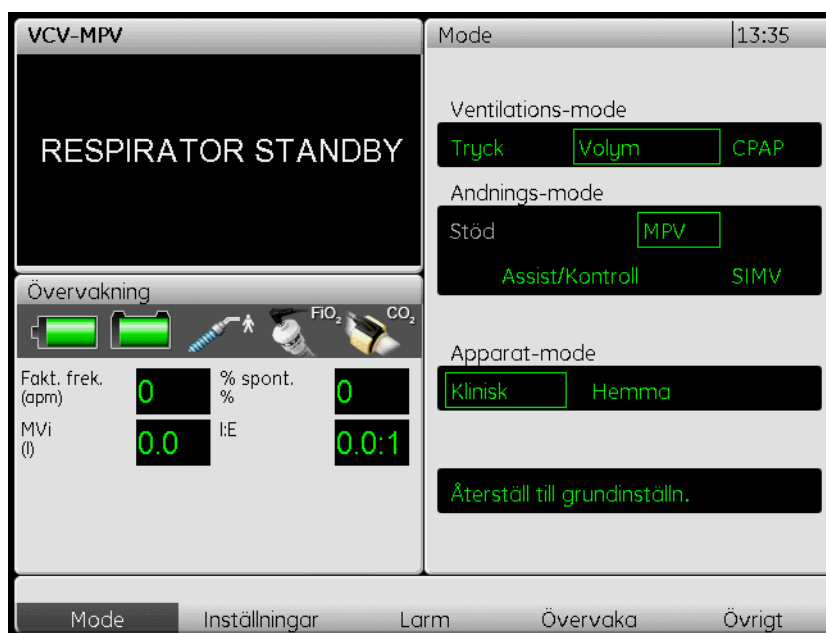 VCV-MPV
RESPIRATOR STANDBY
Övervakning
FiO2 CO2
Fakt. frek. 0 % spont. 0
(apm) %
MVi 0.0 I:E 0.0:1
(l)
Mode 13:35
Ventilations-mode
Tryck Volym CPAP
Andnings-mode
Stöd MPV
Assist/Kontroll SIMV
Apparat-mode
Klinisk Hemma
Återställ till grundinställn.
Mode Inställningar Larm Övervaka Övrigt